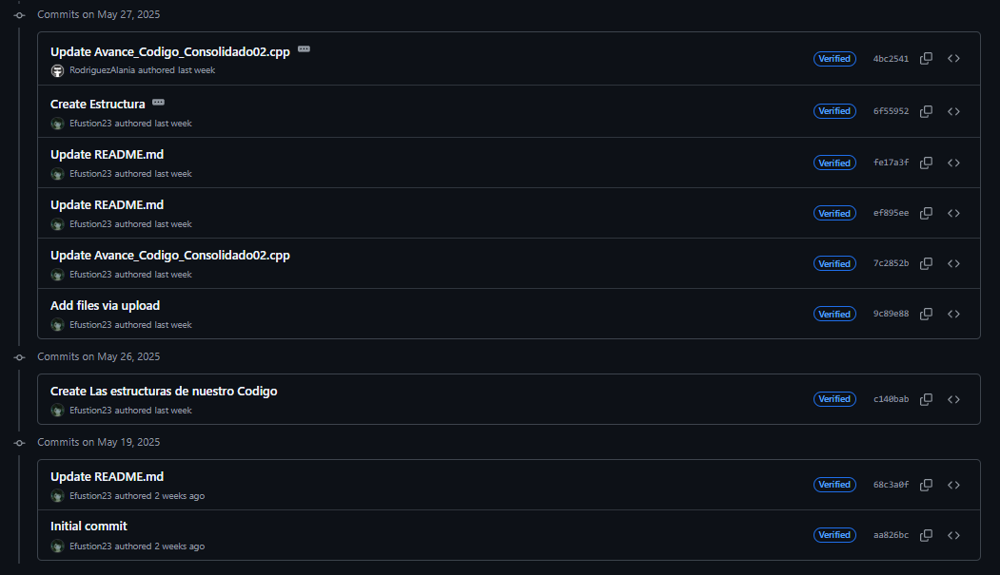 Commits on May 27, 2025
Update Avance_Codigo_Consolidado02.cpp
RodriguezAlania authored last week
Verified 4bc2541
Create Estructura
Efustion23 authored last week
Verified 6f55952
Update README.md
Efustion23 authored last week
Verified fe17a3f
Update README.md
Efustion23 authored last week
Verified ef895ee
Update Avance_Codigo_Consolidado02.cpp
Efustion23 authored last week
Verified 7c2852b
Add files via upload
Efustion23 authored last week
Verified 9c89e88
Commits on May 26, 2025
Create Las estructuras de nuestro Codigo
Efustion23 authored last week
Verified c140bab
Commits on May 19, 2025
Update README.md
Efustion23 authored 2 weeks ago
Verified 68c3a0f
Initial commit
Efustion23 authored 2 weeks ago
Verified aa826bc